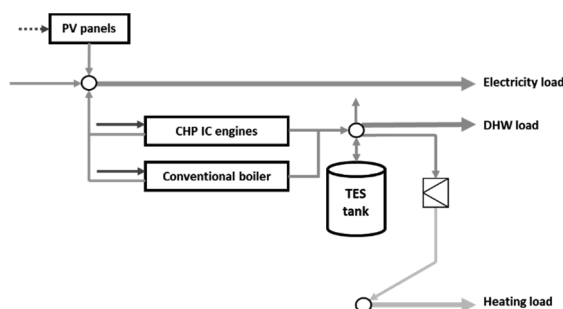 PV panels
Electricity load
CHP IC engines
DHW load
Conventional boiler
TES
tank
Heating load